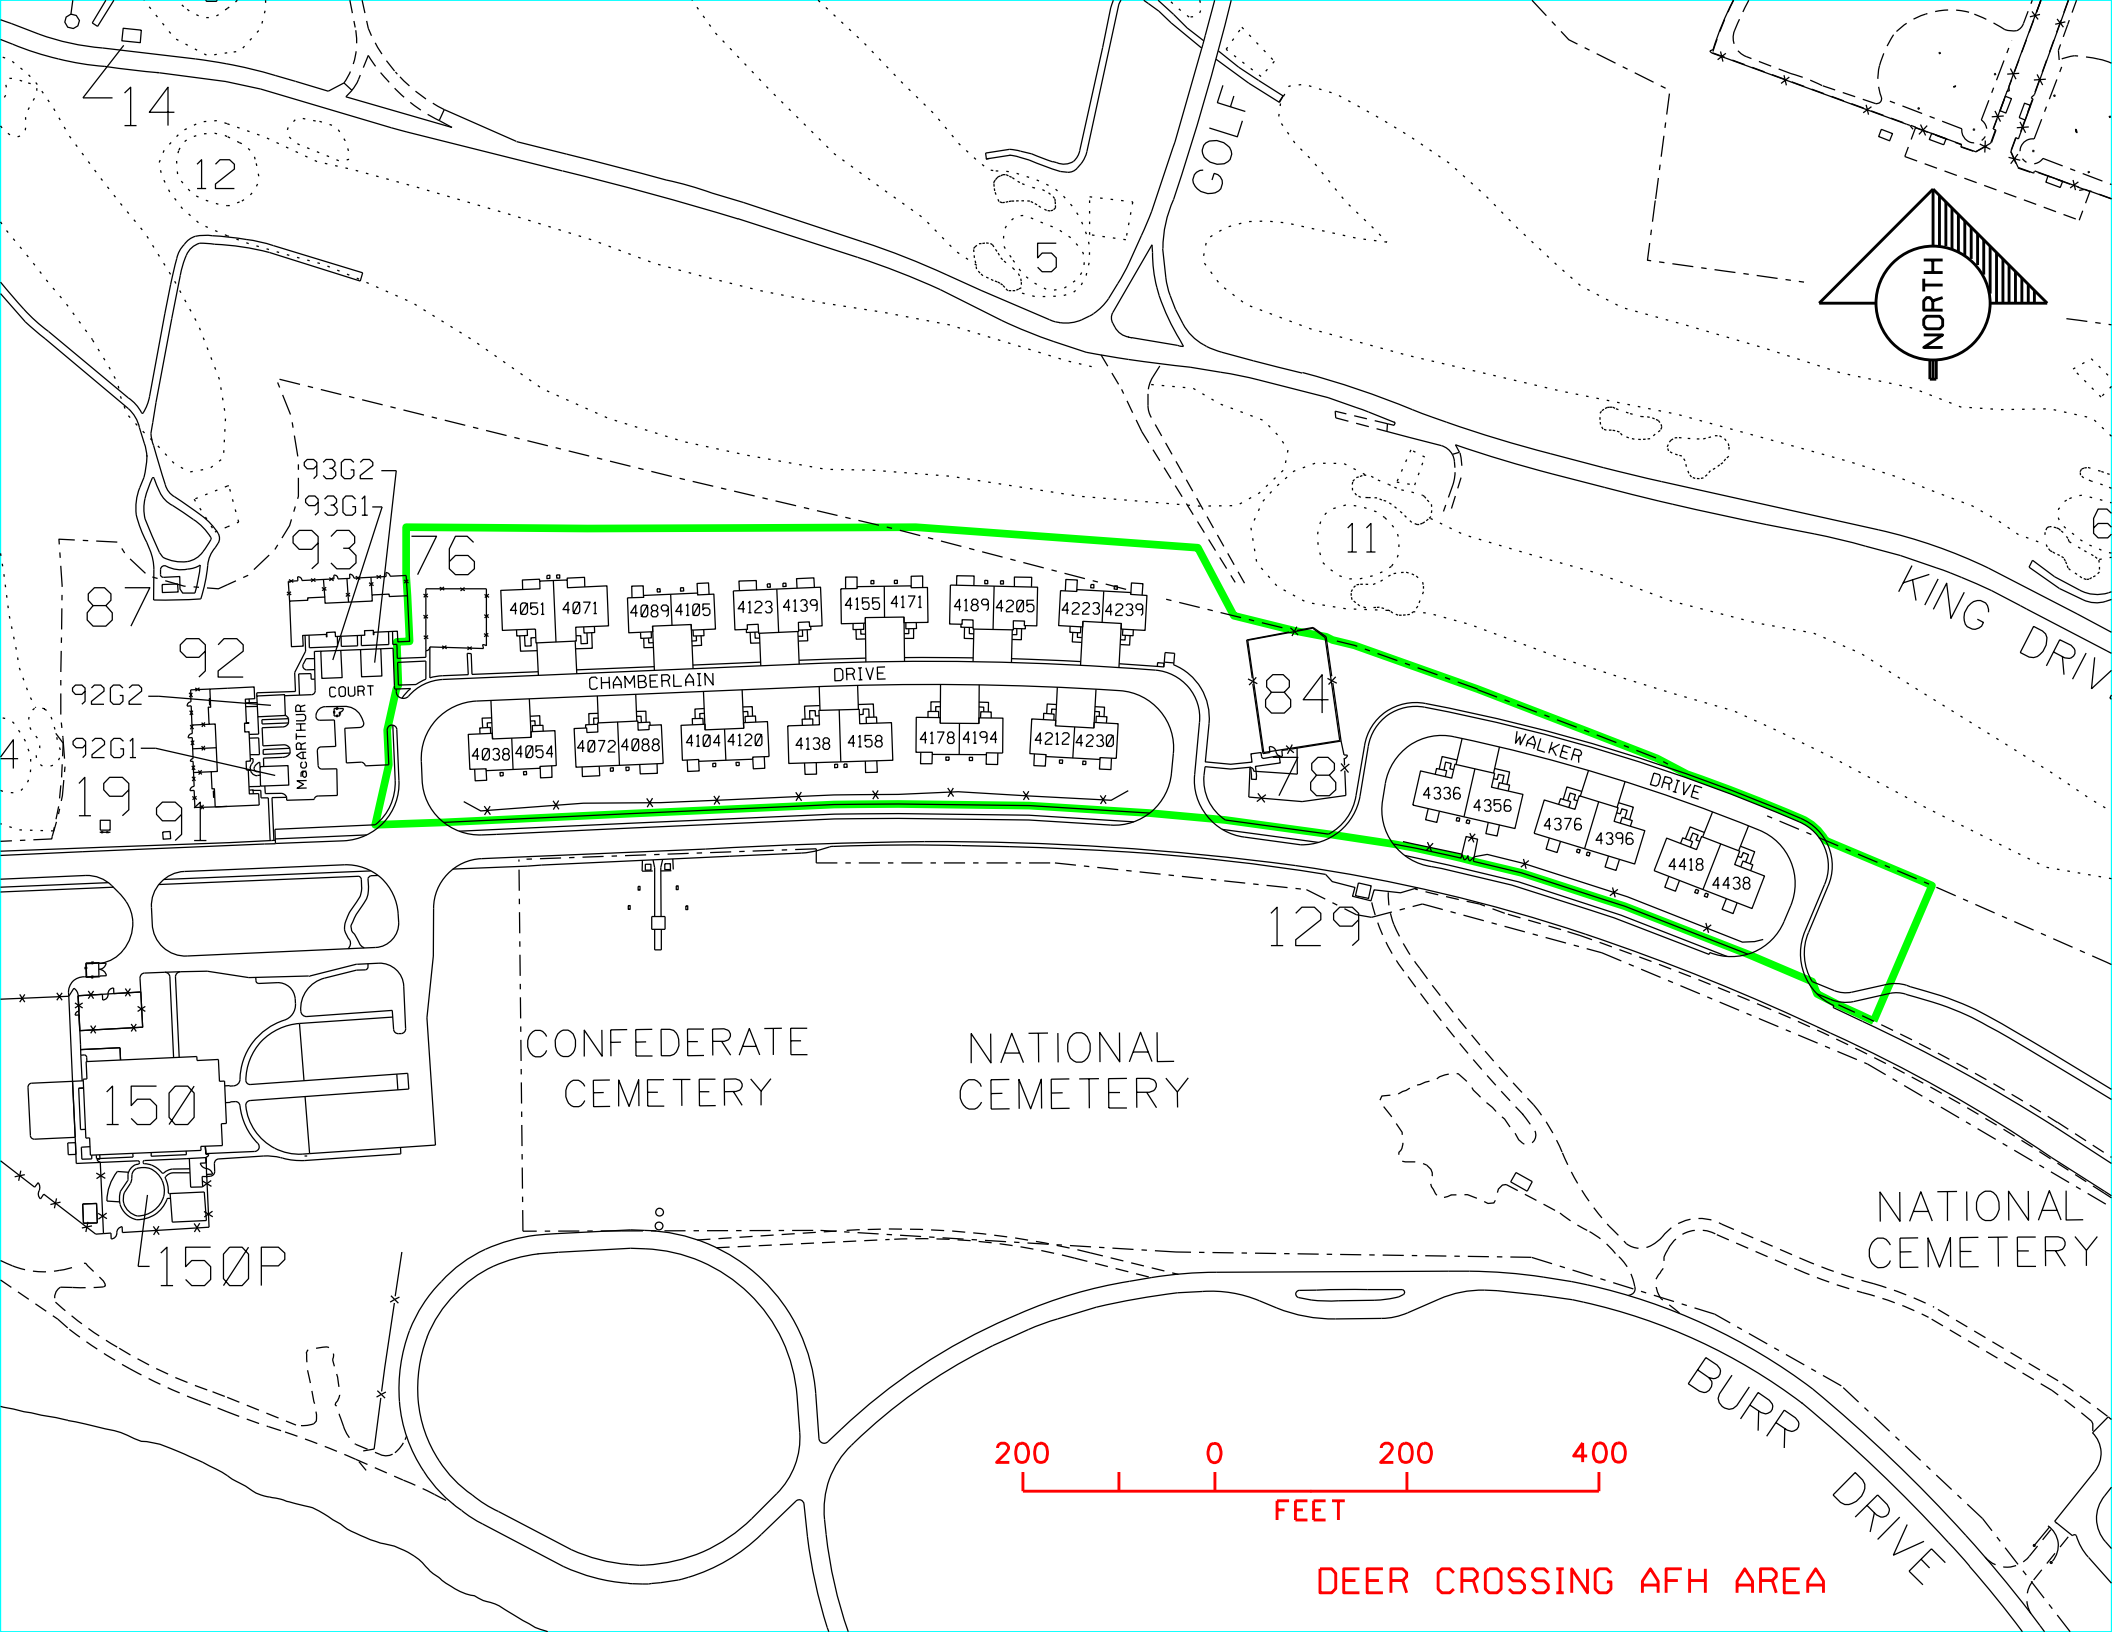 14
12
5
GOLF
NORTH
93G2
93G1
93
76
11
6
KING DRIV
87
92
92G2
92G1
COURT
MacARTHUR
4
19
91
4051 4071
4089 4105
4123 4139
4155 4171
4189 4205
4223 4239
CHAMBERLAIN DRIVE
84
78
4038 4054
4072 4088
4104 4120
4138 4158
4178 4194
4212 4230
WALKER DRIVE
4336 4356
4376 4396
4418 4438
129
CONFEDERATE
CEMETERY
NATIONAL
CEMETERY
150
150P
NATIONAL
CEMETERY
BURR DRIVE
200 0 200 400
FEET
DEER CROSSING AFH AREA